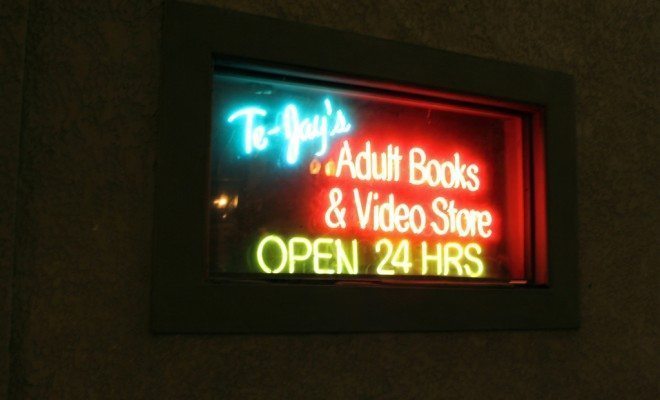 Te-Jay's
Adult Books
& Video Store
OPEN 24 HRS